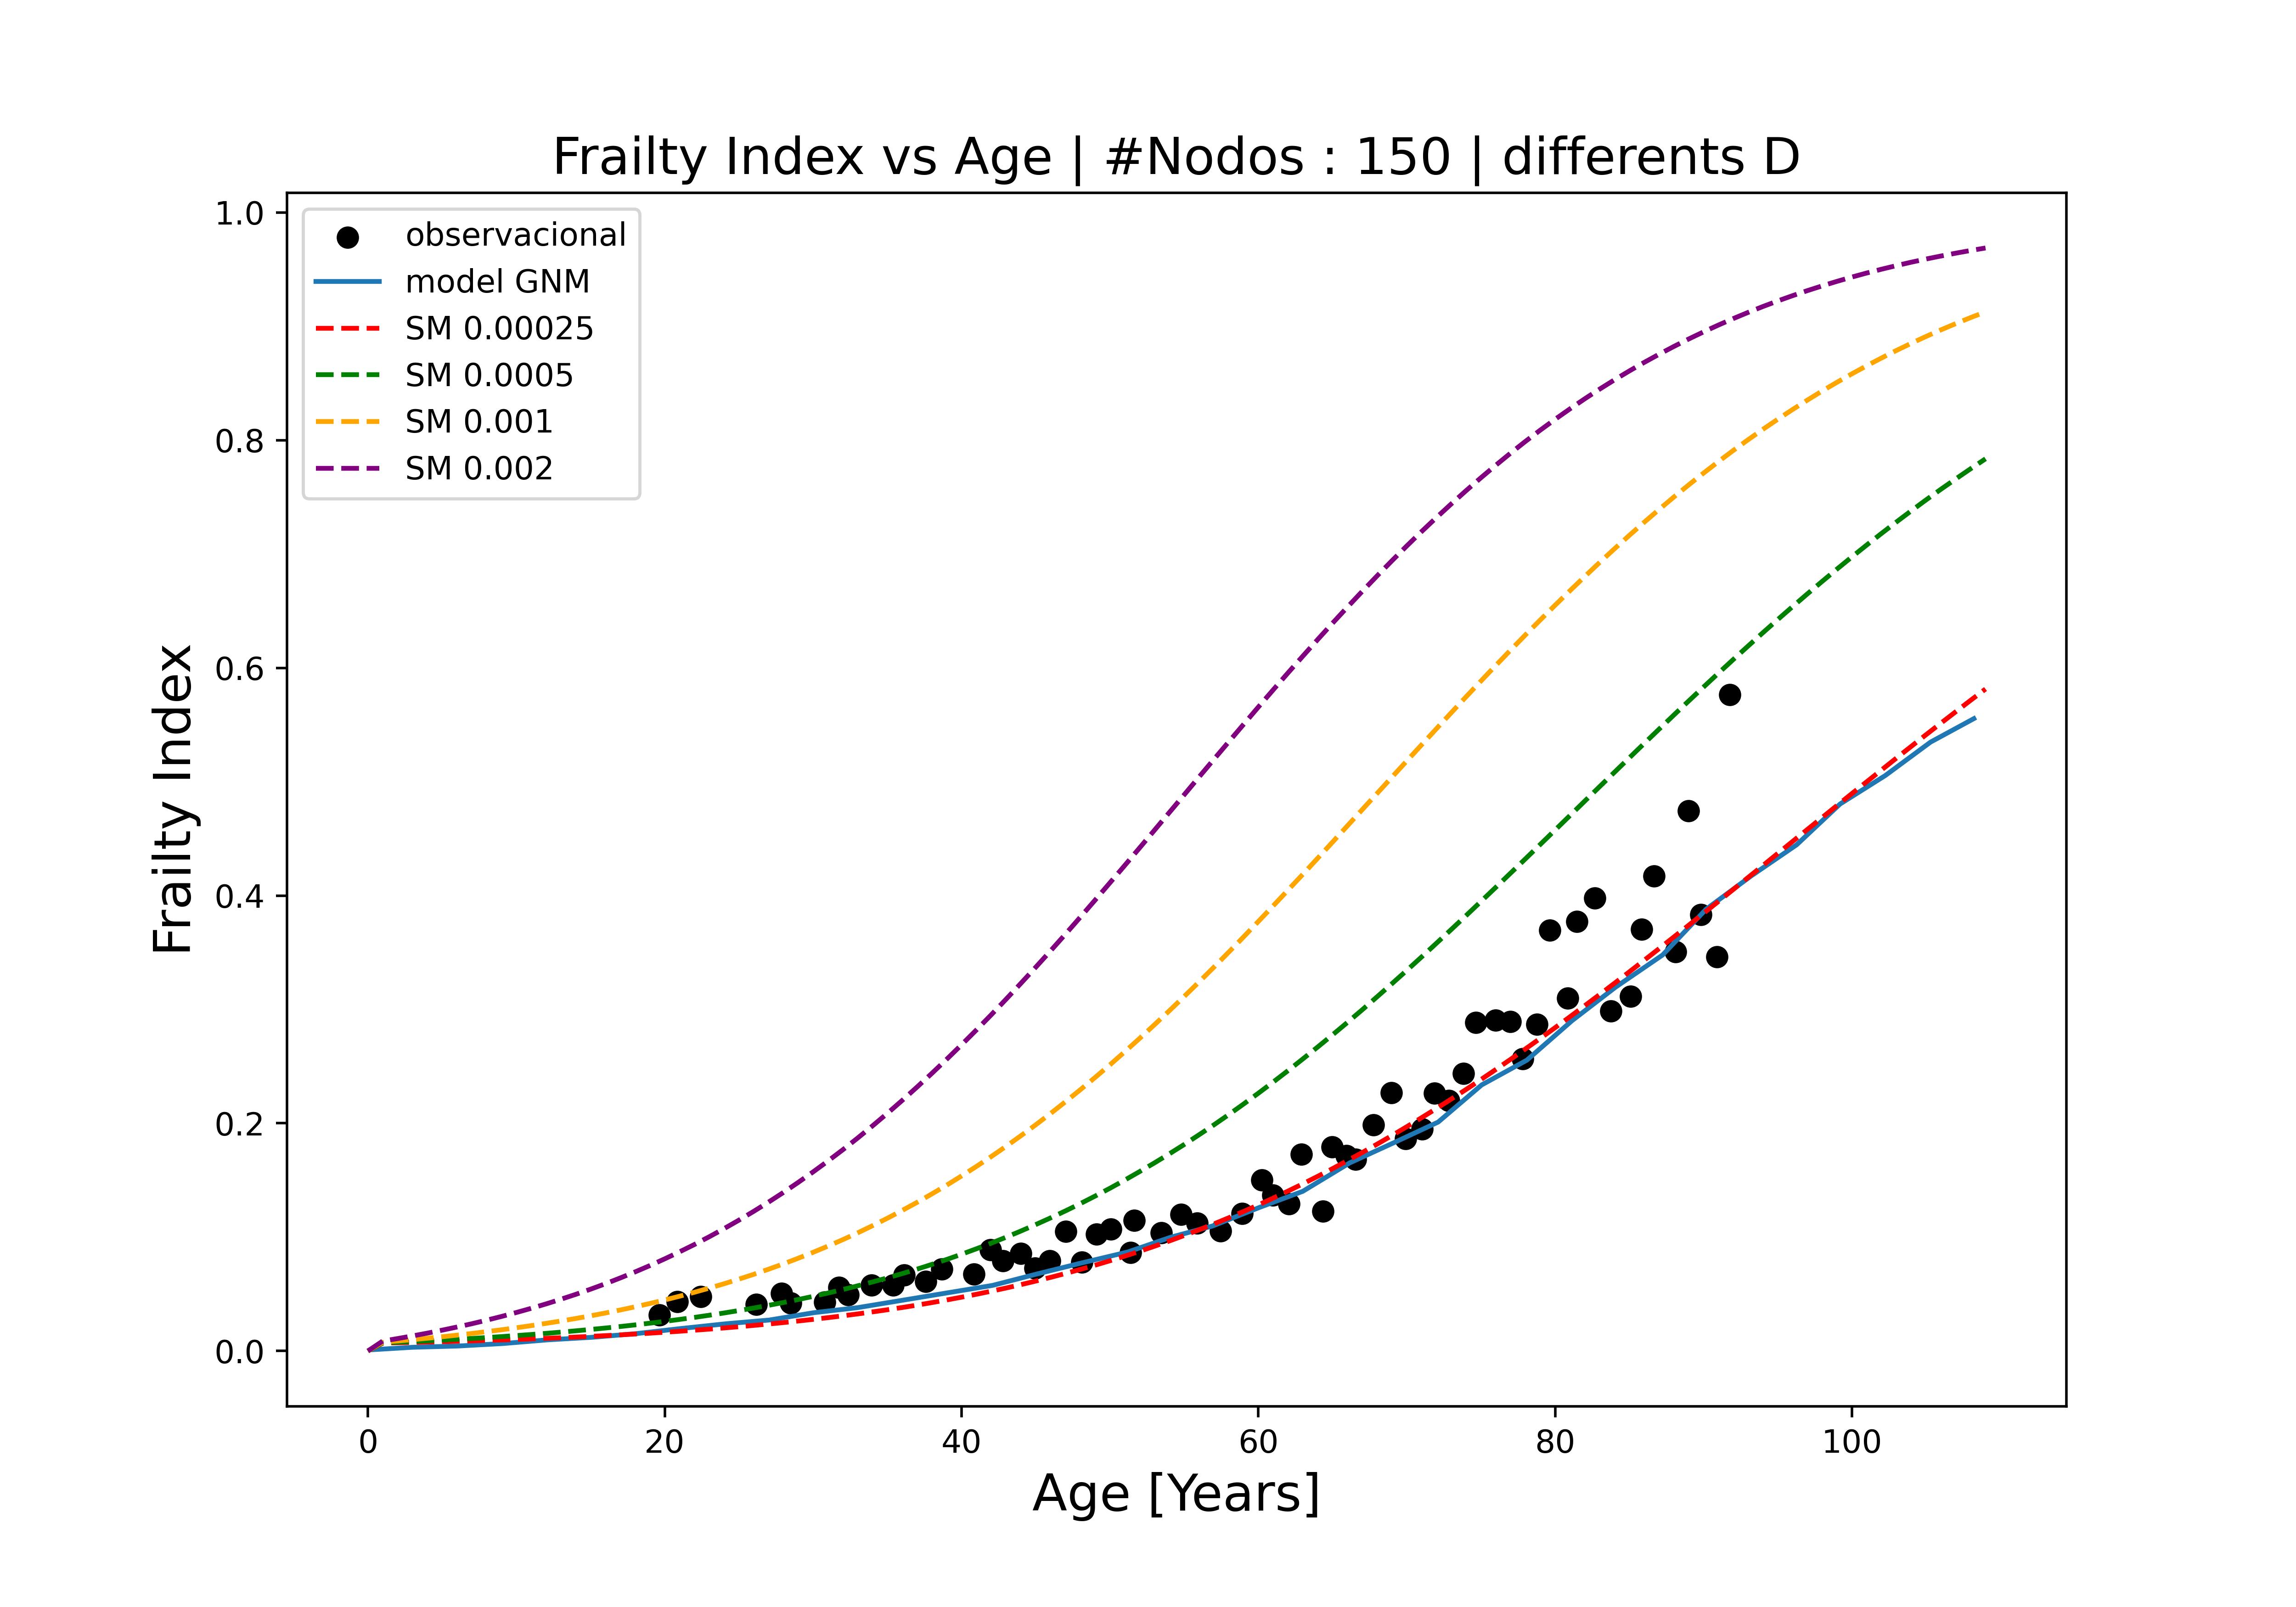 Frailty Index vs Age | #Nodos : 150 | differents D
observacional
model GNM
SM 0.00025
SM 0.0005
SM 0.001
SM 0.002
1.0
0.8
0.6
0.4
0.2
0.0
Frailty Index
0 20 40 60 80 100
Age [Years]